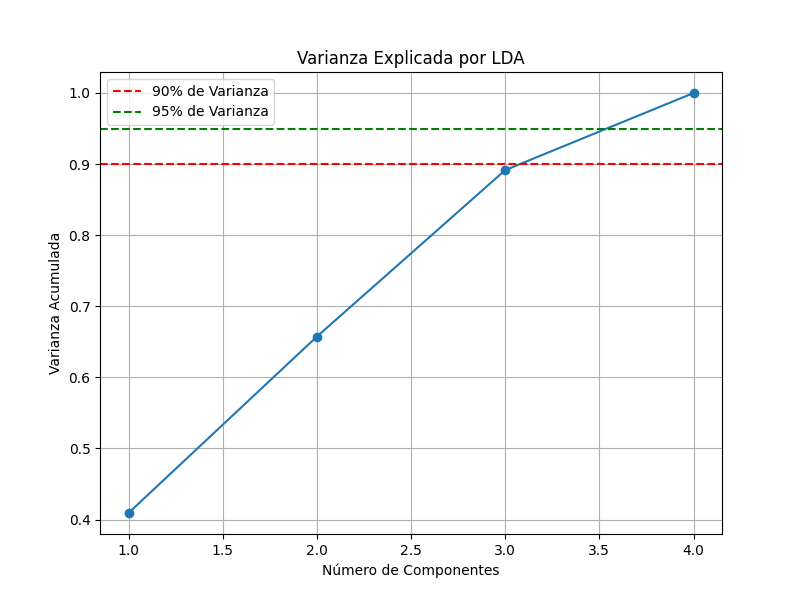 Varianza Explicada por LDA
90% de Varianza
95% de Varianza
Varianza Acumulada
1.0
0.9
0.8
0.7
0.6
0.5
0.4
1.0 1.5 2.0 2.5 3.0 3.5 4.0
Número de Componentes